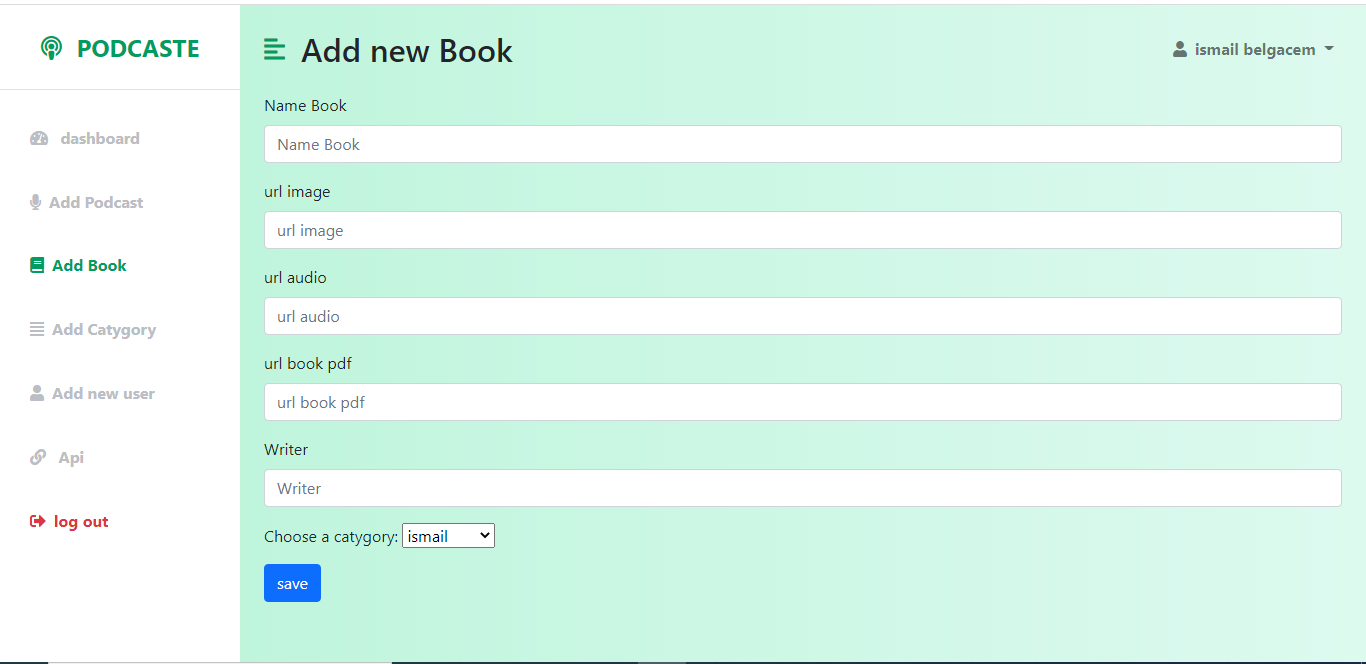 PODCASTE
dashboard
Add Podcast
Add Book
Add Catygory
Add new user
Api
log out
Add new Book
ismail belgacem
Name Book
Name Book
url image
url image
url audio
url audio
url book pdf
url book pdf
Writer
Writer
Choose a catygory: ismail
save